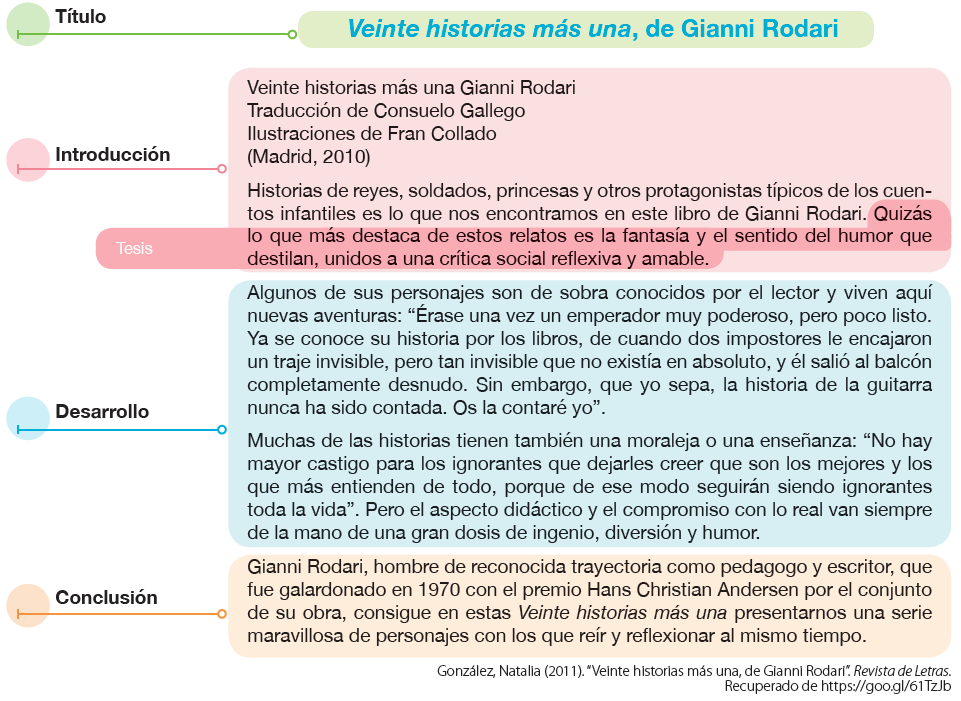 Título
Veinte historias más una, de Gianni Rodari
Introducción
Veinte historias más una Gianni Rodari
Traducción de Consuelo Gallego
Ilustraciones de Fran Collado
(Madrid, 2010)
Historias de reyes, soldados, princesas y otros protagonistas típicos de los cuen-
tos infantiles es lo que nos encontramos en este libro de Gianni Rodari. Quizás
lo que más destaca de estos relatos es la fantasía y el sentido del humor que
destilan, unidos a una crítica social reflexiva y amable.
Tesis
Desarrollo
Algunos de sus personajes son de sobra conocidos por el lector y viven aquí
nuevas aventuras: “Érase una vez un emperador muy poderoso, pero poco listo.
Ya se conoce su historia por los libros, de cuando dos impostores le encajaron
un traje invisible, pero tan invisible que no existía en absoluto, y él salió al balcón
completamente desnudo. Sin embargo, que yo sepa, la historia de la guitarra
nunca ha sido contada. Os la contaré yo”.
Muchas de las historias tienen también una moraleja o una enseñanza: “No hay
mayor castigo para los ignorantes que dejarles creer que son los mejores y los
que más entienden de todo, porque de ese modo seguirán siendo ignorantes
toda la vida”. Pero el aspecto didáctico y el compromiso con lo real van siempre
de la mano de una gran dosis de ingenio, diversión y humor.
Conclusión
Gianni Rodari, hombre de reconocida trayectoria como pedagogo y escritor, que
fue galardonado en 1970 con el premio Hans Christian Andersen por el conjunto
de su obra, consigue en estas Veinte historias más una presentarnos una serie
maravillosa de personajes con los que reír y reflexionar al mismo tiempo.
González, Natalia (2011). “Veinte historias más una, de Gianni Rodari”. Revista de Letras.
Recuperado de https://goo.gl/61TzJb